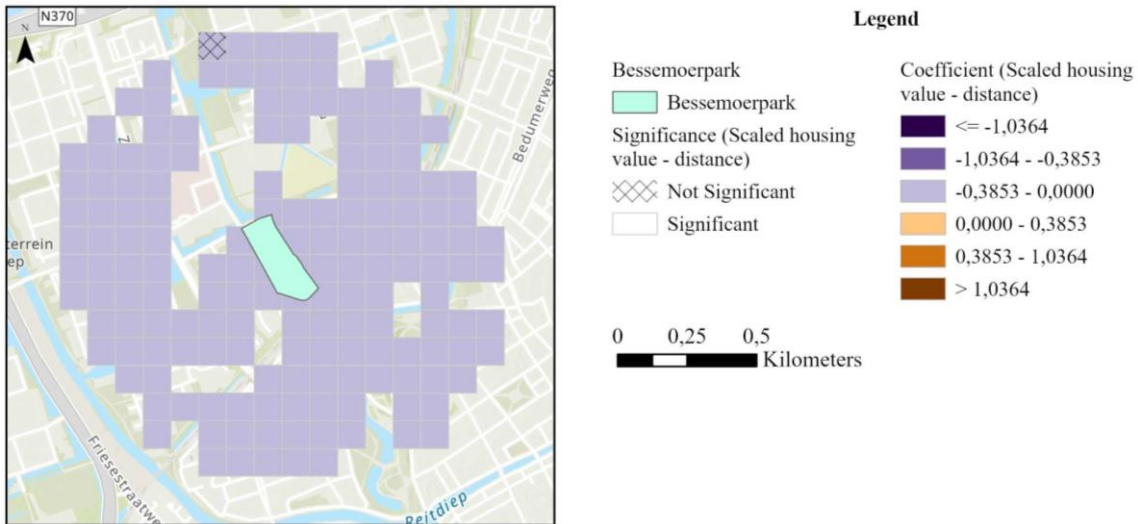 N370
N
Z
Bedumerweg
terrein
ep
Friesestraatwe
Reitdiep
Legend
Bessemoerpark
Bessemoerpark
Significance (Scaled housing
value - distance)
Not Significant
Significant
Coefficient (Scaled housing
value - distance)
<= -1,0364
-1,0364 - -0,3853
-0,3853 - 0,0000
0,0000 - 0,3853
0,3853 - 1,0364
> 1,0364
0 0,25 0,5
Kilometers